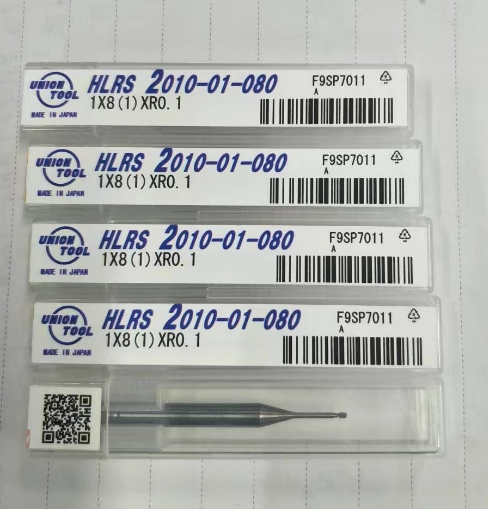 UNION TOOL
MADE IN JAPAN
HLRS 2010-01-080
1X8(1)XR0.1
F9SP7011
A
UNION TOOL
MADE IN JAPAN
HLRS 2010-01-080
1X8(1)XR0.1
F9SP7011
A
UNION TOOL
MADE IN JAPAN
HLRS 2010-01-080
1X8(1)XR0.1
F9SP7011
A
UNION TOOL
MADE IN JAPAN
HLRS 2010-01-080
1X8(1)XR0.1
F9SP7011
A